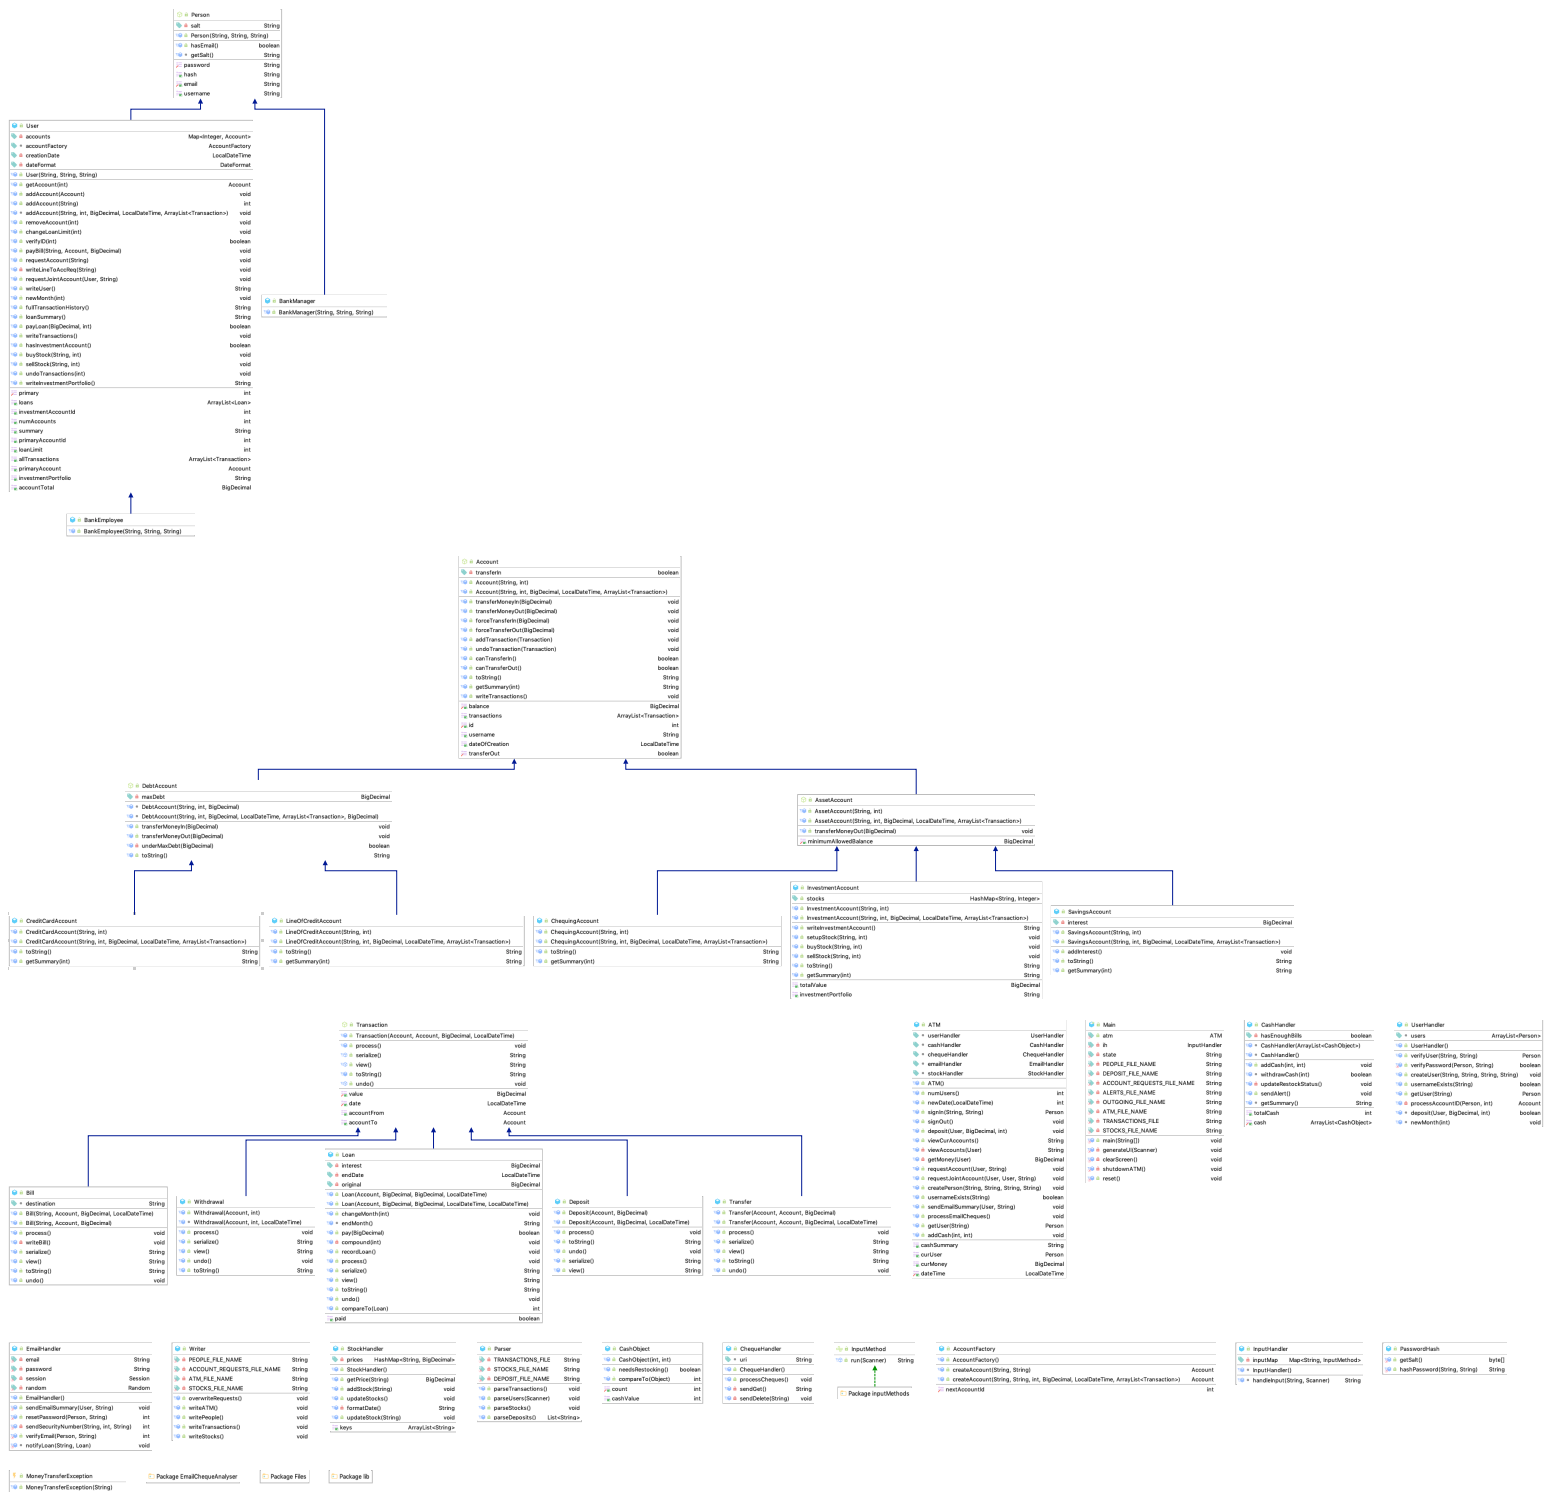 Person
salt String
Person(String, String, String)
hasEmail() boolean
getSalt() String
password String
hash String
email String
username String
User
accounts Map<Integer, Account>
accountFactory AccountFactory
creationDate LocalDateTime
dateFormat DateFormat
User(String, String, String)
getAccount(int) Account
addAccount(Account) void
addAccount(String) int
addAccount(String, int, BigDecimal, LocalDateTime, ArrayList<Transaction>) void
removeAccount(int) void
changeLoanLimit(int) void
verifyID(int) boolean
payBill(String, Account, BigDecimal) void
requestAccount(String) void
writeLineToAccReq(String) void
requestJointAccount(User, String) void
writeUser() String
newMonth(int) void
fullTransactionHistory() String
loanSummary() String
payLoan(BigDecimal, int) boolean
writeTransactions() void
hasInvestmentAccount() boolean
buyStock(String, int) void
sellStock(String, int) void
undoTransactions(int) void
writeInvestmentPortfolio() String
primary int
loans ArrayList<Loan>
investmentAccountId int
numAccounts int
summary String
primaryAccountId int
loanLimit int
allTransactions ArrayList<Transaction>
primaryAccount Account
investmentPortfolio String
accountTotal BigDecimal
BankManager
BankManager(String, String, String)
BankEmployee
BankEmployee(String, String, String)
Account
transferIn boolean
Account(String, int)
Account(String, int, BigDecimal, LocalDateTime, ArrayList<Transaction>)
transferMoneyIn(BigDecimal) void
transferMoneyOut(BigDecimal) void
forceTransferIn(BigDecimal) void
forceTransferOut(BigDecimal) void
addTransaction(Transaction) void
undoTransaction(Transaction) void
canTransferIn() boolean
canTransferOut() boolean
toString() String
getSummary(int) String
writeTransactions() void
balance BigDecimal
transactions ArrayList<Transaction>
id int
username String
dateOfCreation LocalDateTime
transferOut boolean
DebtAccount
maxDebt BigDecimal
DebtAccount(String, int, BigDecimal)
DebtAccount(String, int, BigDecimal, LocalDateTime, ArrayList<Transaction>, BigDecimal)
transferMoneyIn(BigDecimal) void
transferMoneyOut(BigDecimal) void
underMaxDebt(BigDecimal) boolean
toString() String
AssetAccount
AssetAccount(String, int)
AssetAccount(String, int, BigDecimal, LocalDateTime, ArrayList<Transaction>)
transferMoneyOut(BigDecimal) void
minimumAllowedBalance BigDecimal
CreditCardAccount
CreditCardAccount(String, int)
CreditCardAccount(String, int, BigDecimal, LocalDateTime, ArrayList<Transaction>)
toString() String
getSummary(int) String
LineOfCreditAccount
LineOfCreditAccount(String, int)
LineOfCreditAccount(String, int, BigDecimal, LocalDateTime, ArrayList<Transaction>)
toString() String
getSummary(int) String
ChequingAccount
ChequingAccount(String, int)
ChequingAccount(String, int, BigDecimal, LocalDateTime, ArrayList<Transaction>)
toString() String
getSummary(int) String
InvestmentAccount
stocks HashMap<String, Integer>
InvestmentAccount(String, int)
InvestmentAccount(String, int, BigDecimal, LocalDateTime, ArrayList<Transaction>)
writeInvestmentAccount() String
setupStock(String, int) void
buyStock(String, int) void
sellStock(String, int) void
toString() String
getSummary(int) String
totalValue BigDecimal
investmentPortfolio String
SavingsAccount
interest BigDecimal
SavingsAccount(String, int)
SavingsAccount(String, int, BigDecimal, LocalDateTime, ArrayList<Transaction>)
addInterest() void
toString() String
getSummary(int) String
Transaction
Transaction(Account, Account, BigDecimal, LocalDateTime)
process() void
serialize() String
view() String
toString() String
undo() void
value BigDecimal
date LocalDateTime
accountFrom Account
accountTo Account
ATM
userHandler UserHandler
cashHandler CashHandler
chequeHandler ChequeHandler
emailHandler EmailHandler
stockHandler StockHandler
ATM()
numUsers() int
newDate(LocalDateTime) int
signIn(String, String) Person
signOut() void
deposit(User, BigDecimal, int) void
viewCurAccounts() String
viewAccounts(User) String
getMoney(User) BigDecimal
requestAccount(User, String) void
requestJointAccount(User, User, String) void
createPerson(String, String, String, String) void
usernameExists(String) boolean
sendEmailSummary(User, String) void
processEmailCheques() void
getUser(String) Person
addCash(int, int) void
cashSummary String
curUser Person
curMoney BigDecimal
dateTime LocalDateTime
Main
atm ATM
ih InputHandler
state String
PEOPLE_FILE_NAME String
DEPOSIT_FILE_NAME String
ACCOUNT_REQUESTS_FILE_NAME String
ALERTS_FILE_NAME String
OUTGOING_FILE_NAME String
ATM_FILE_NAME String
TRANSACTIONS_FILE String
STOCKS_FILE_NAME String
main(String[]) void
generateUI(Scanner) void
clearScreen() void
shutdownATM() void
reset() void
CashHandler
hasEnoughBills boolean
CashHandler(ArrayList<CashObject>)
CashHandler()
addCash(int, int) void
withdrawCash(int) boolean
updateRestockStatus() void
sendAlert() void
getSummary() String
totalCash int
cash ArrayList<CashObject>
UserHandler
users ArrayList<Person>
UserHandler()
verifyUser(String, String) Person
verifyPassword(Person, String) boolean
createUser(String, String, String, String) void
usernameExists(String) boolean
getUser(String) Person
processAccountID(Person, int) Account
deposit(User, BigDecimal, int) boolean
newMonth(int) void
Bill
destination String
Bill(String, Account, BigDecimal, LocalDateTime)
Bill(String, Account, BigDecimal)
process() void
writeBill() void
serialize() String
view() String
toString() String
undo() void
Withdrawal
Withdrawal(Account, int)
Withdrawal(Account, int, LocalDateTime)
process() void
serialize() String
view() String
undo() void
toString() String
Loan
interest BigDecimal
endDate LocalDateTime
original BigDecimal
Loan(Account, BigDecimal, BigDecimal, LocalDateTime)
Loan(Account, BigDecimal, BigDecimal, LocalDateTime, LocalDateTime)
changeMonth(int) void
endMonth() String
pay(BigDecimal) boolean
compound(int) void
recordLoan() void
process() void
serialize() String
view() String
toString() String
undo() void
compareTo(Loan) int
paid boolean
Deposit
Deposit(Account, BigDecimal)
Deposit(Account, BigDecimal, LocalDateTime)
process() void
toString() String
undo() void
serialize() String
view() String
Transfer
Transfer(Account, Account, BigDecimal)
Transfer(Account, Account, BigDecimal, LocalDateTime)
process() void
serialize() String
view() String
toString() String
undo() void
EmailHandler
email String
password String
session Session
random Random
EmailHandler()
sendEmailSummary(User, String) void
resetPassword(Person, String) int
sendSecurityNumber(String, int, String) int
verifyEmail(Person, String) int
notifyLoan(String, Loan) void
Writer
PEOPLE_FILE_NAME String
ACCOUNT_REQUESTS_FILE_NAME String
ATM_FILE_NAME String
STOCKS_FILE_NAME String
overwriteRequests() void
writeATM() void
writePeople() void
writeTransactions() void
writeStocks() void
StockHandler
prices HashMap<String, BigDecimal>
StockHandler()
getPrice(String) BigDecimal
addStock(String) void
updateStocks() void
formatDate() String
updateStock(String) void
keys ArrayList<String>
Parser
TRANSACTIONS_FILE String
STOCKS_FILE_NAME String
DEPOSIT_FILE_NAME String
parseTransactions() void
parseUsers(Scanner) void
parseStocks() void
parseDeposits() List<String>
CashObject
CashObject(int, int)
needsRestocking() boolean
compareTo(Object) int
count int
cashValue int
ChequeHandler
uri String
ChequeHandler()
processCheques() void
sendGet() String
sendDelete(String) void
InputMethod
run(Scanner) String
Package InputMethods
AccountFactory
AccountFactory()
createAccount(String, String) Account
createAccount(String, String, int, BigDecimal, LocalDateTime, ArrayList<Transaction>) Account
nextAccountId int
InputHandler
inputMap Map<String, InputMethod>
InputHandler()
handleInput(String, Scanner) String
PasswordHash
getSalt() byte[]
hashPassword(String, String) String
MoneyTransferException
MoneyTransferException(String)
Package EmailChequeAnalyser
Package Files
Package lib